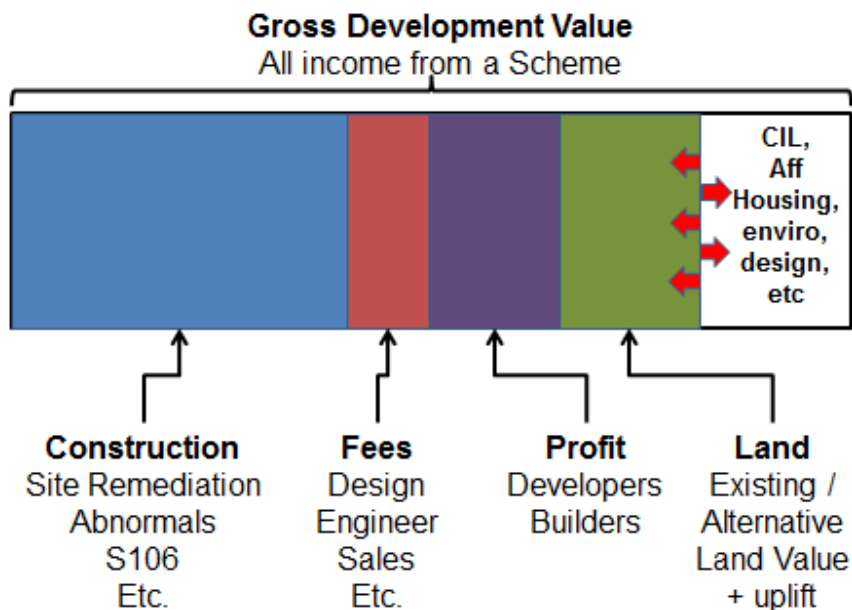 Gross Development Value
All income from a Scheme
CIL,
Aff
Housing,
enviro,
design,
etc
Construction
Site Remediation
Abnormals
S106
Etc.
Fees
Design
Engineer
Sales
Etc.
Profit
Developers
Builders
Land
Existing /
Alternative
Land Value
+ uplift